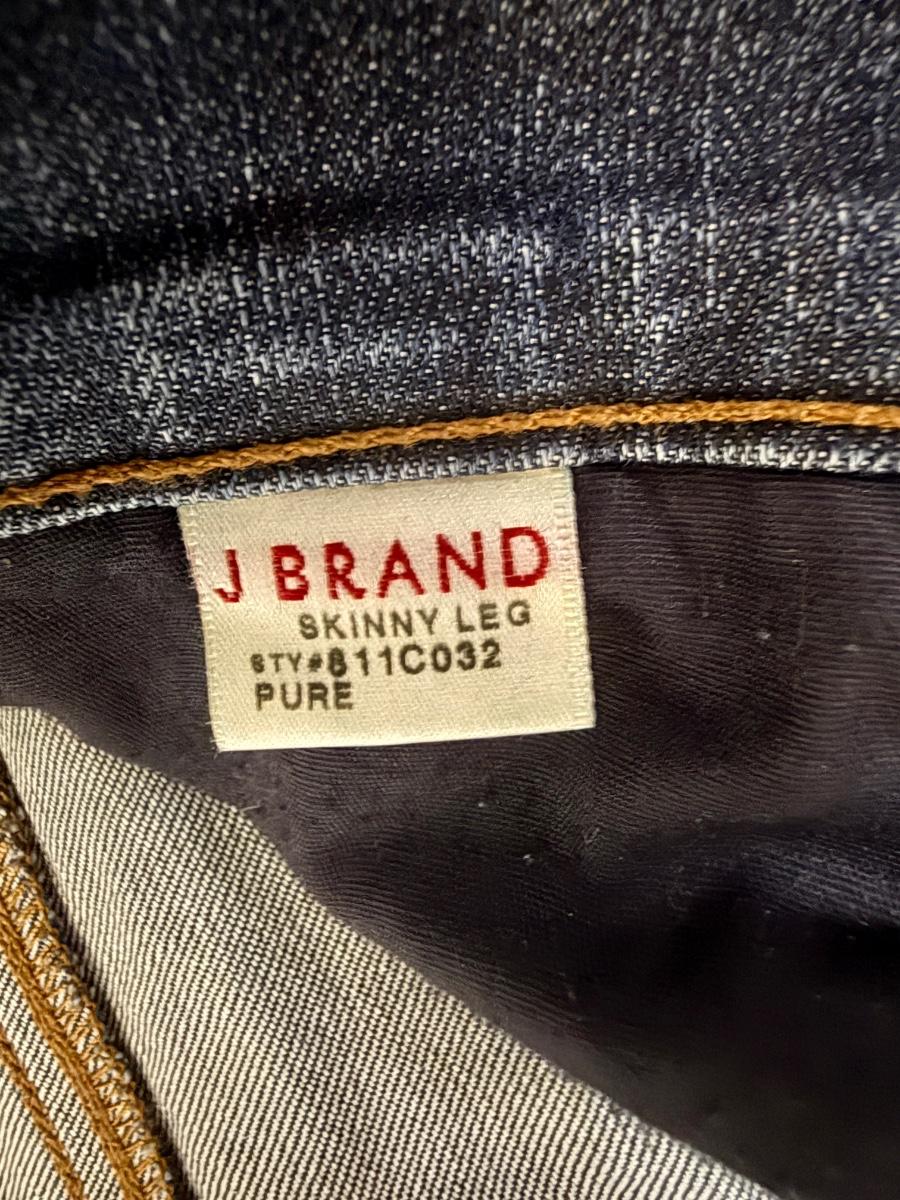 J BRAND
SKINNY LEG
STY#811C032
PURE